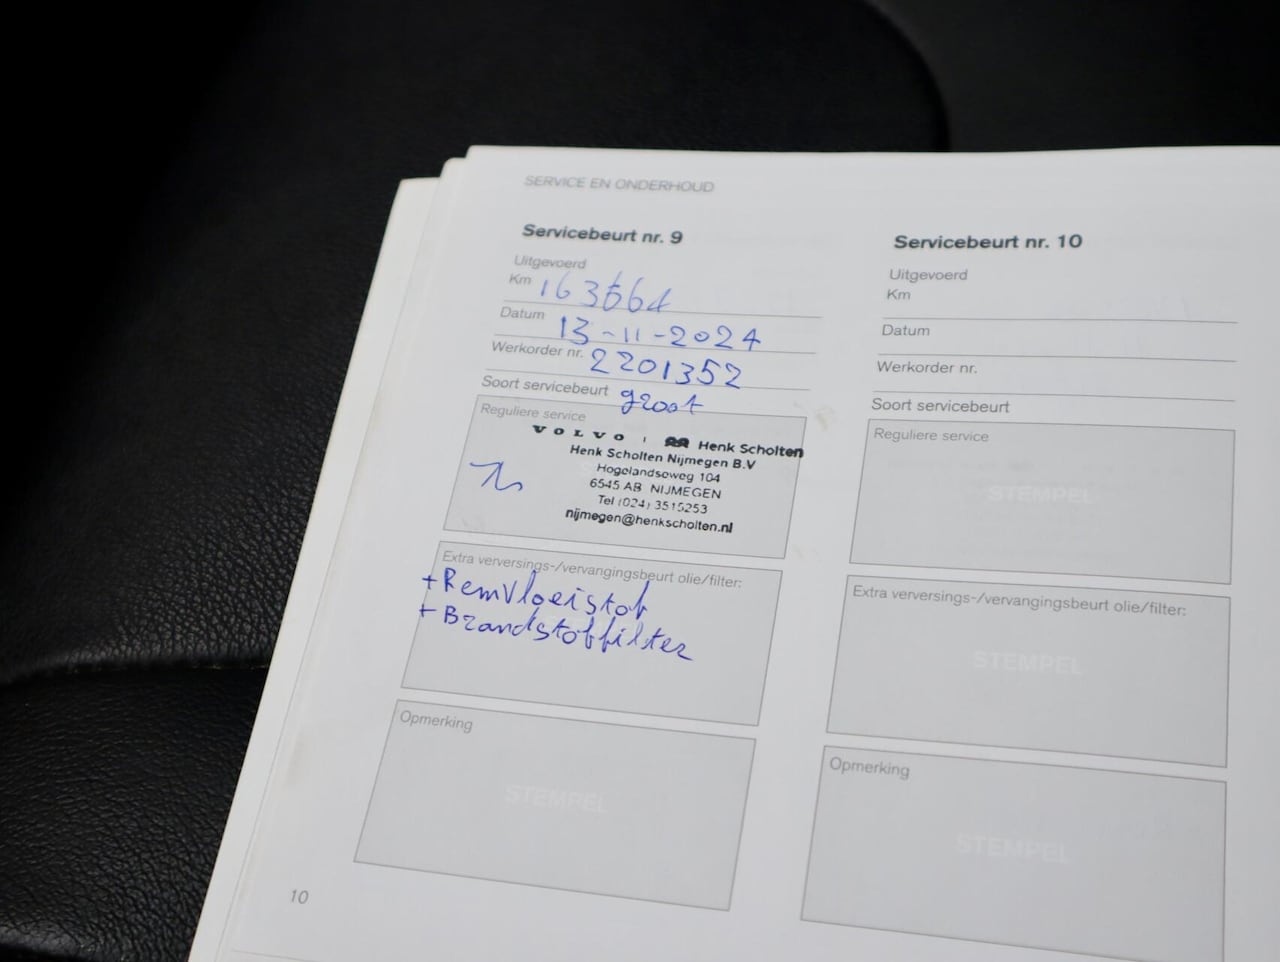 SERVICE EN ONDERHOUD
Servicebeurt nr. 9
Uitgevoerd
Km 163664
Datum 13-11-2024
Werkorder nr. 2201352
Soort servicebeurt groot
Reguliere service
VOLVO | Henk Scholten
Henk Scholten Nijmegen B.V
Hogelandseweg 104
6545 AB NIJMEGEN
Tel (024) 3515253
nijmegen@henkscholten.nl
Extra verversings-/vervangingsbeurt olie/filter:
+Remvloeistof
+Brandstoffilter
Opmerking
STEMPEL
10
Servicebeurt nr. 10
Uitgevoerd
Km
Datum
Werkorder nr.
Soort servicebeurt
Reguliere service
STEMPEL
Extra verversings-/vervangingsbeurt olie/filter:
STEMPEL
Opmerking
STEMPEL